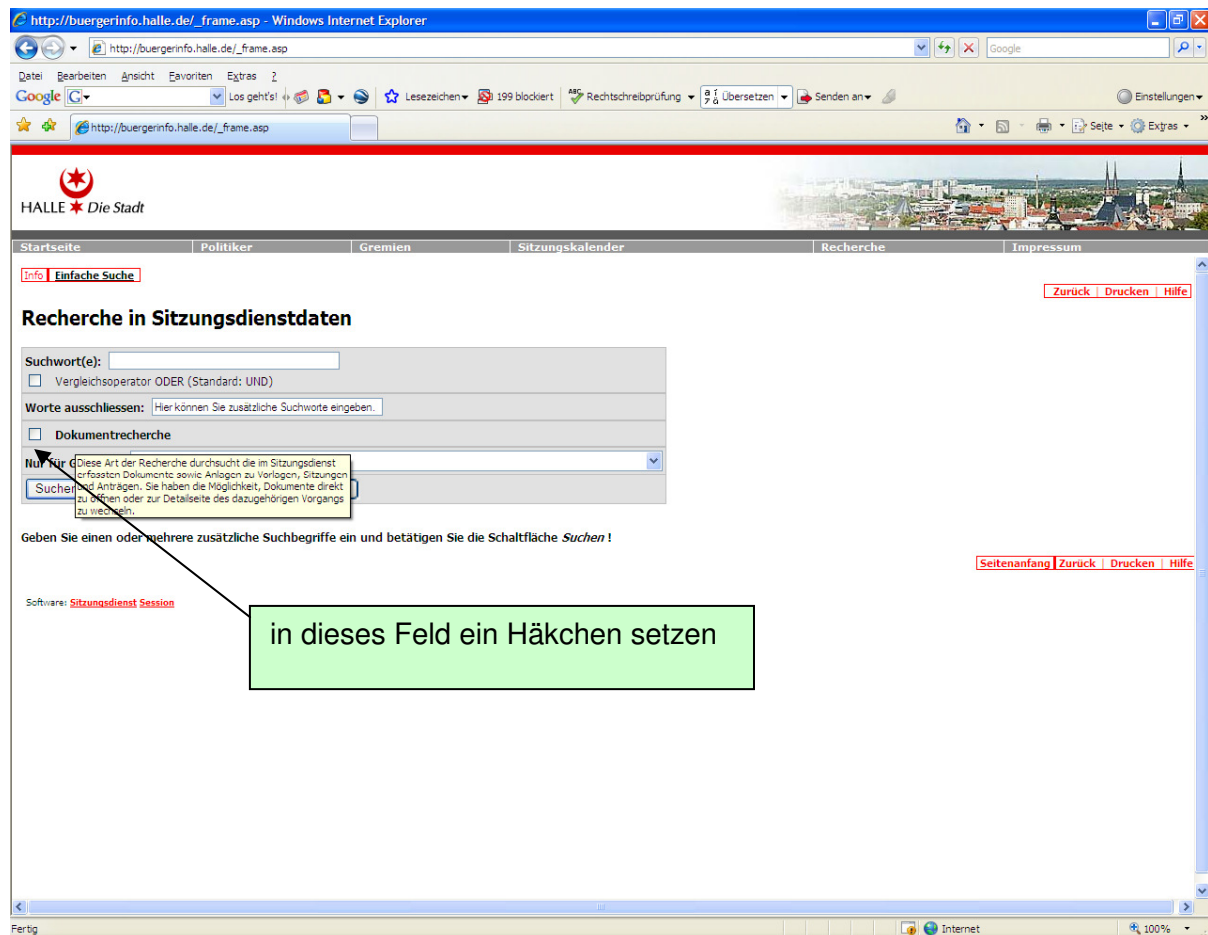 http://buergerinfo.halle.de/_frame.asp - Windows Internet Explorer
http://buergerinfo.halle.de/_frame.asp
Google
Datei Bearbeiten Ansicht Favoriten Extras ?
Google G Los geht's! Lesezeichen 199 blockiert ABC Rechtschreibprüfung Übersetzen Senden an Einstellungen
http://buergerinfo.halle.de/_frame.asp
Seite Extras »
HALLE Die Stadt
Startseite Politiker Gremien Sitzungskalender Recherche Impressum
Info Einfache Suche
Zurück | Drucken | Hilfe
Recherche in Sitzungsdienstdaten
Suchwort(e):
Vergleichsoperator ODER (Standard: UND)
Worte ausschliessen: Hier können Sie zusätzliche Suchworte eingeben.
Dokumentrecherche
Nur für G
Diese Art der Recherche durchsucht die im Sitzungsdienst
erfassten Dokumente sowie Anlagen zu Vorlagen, Sitzungen
und Anträgen. Sie haben die Möglichkeit, Dokumente direkt
zu öffnen oder zur Detailseite des dazugehörigen Vorgangs
zu wechseln.
Suchen
Geben Sie einen oder mehrere zusätzliche Suchbegriffe ein und betätigen Sie die Schaltfläche Suchen !
Seitenanfang Zurück | Drucken | Hilfe
Software: Sitzungsdienst Session
in dieses Feld ein Häkchen setzen
Fertig Internet 100%